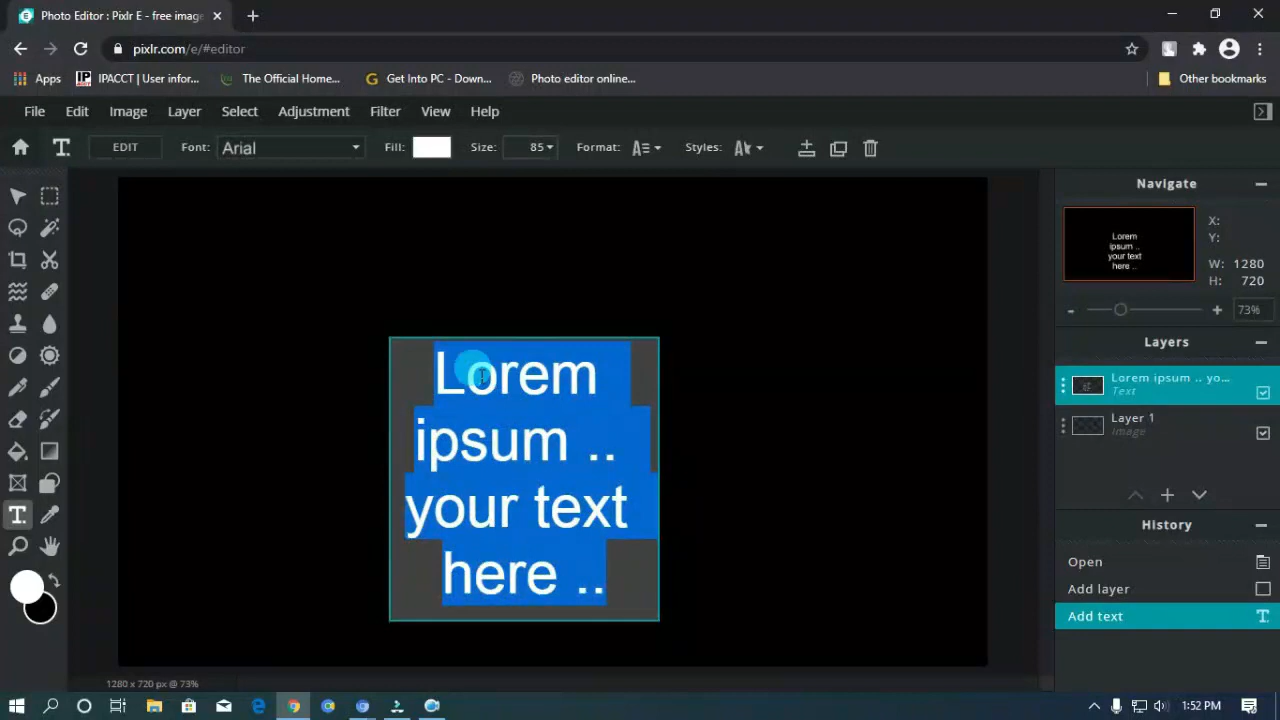 Photo Editor : Pixlr E - free image
pixlr.com/e/#editor
Apps
IPACCT | User infor...
The Official Home...
Get Into PC - Down...
Photo editor online...
Other bookmarks
File Edit Image Layer Select Adjustment Filter View Help
EDIT Font: Arial Fill: Size: 85 Format: Styles:
Navigate
Lorem
ipsum ..
your text
here ..
X:
Y:
W: 1280
H: 720
73%
Layers
Lorem ipsum .. yo...
Text
Layer 1
Image
History
Open
Add layer
Add text
Lorem
ipsum ..
your text
here ..
1280 x 720 px @ 73%
1:52 PM